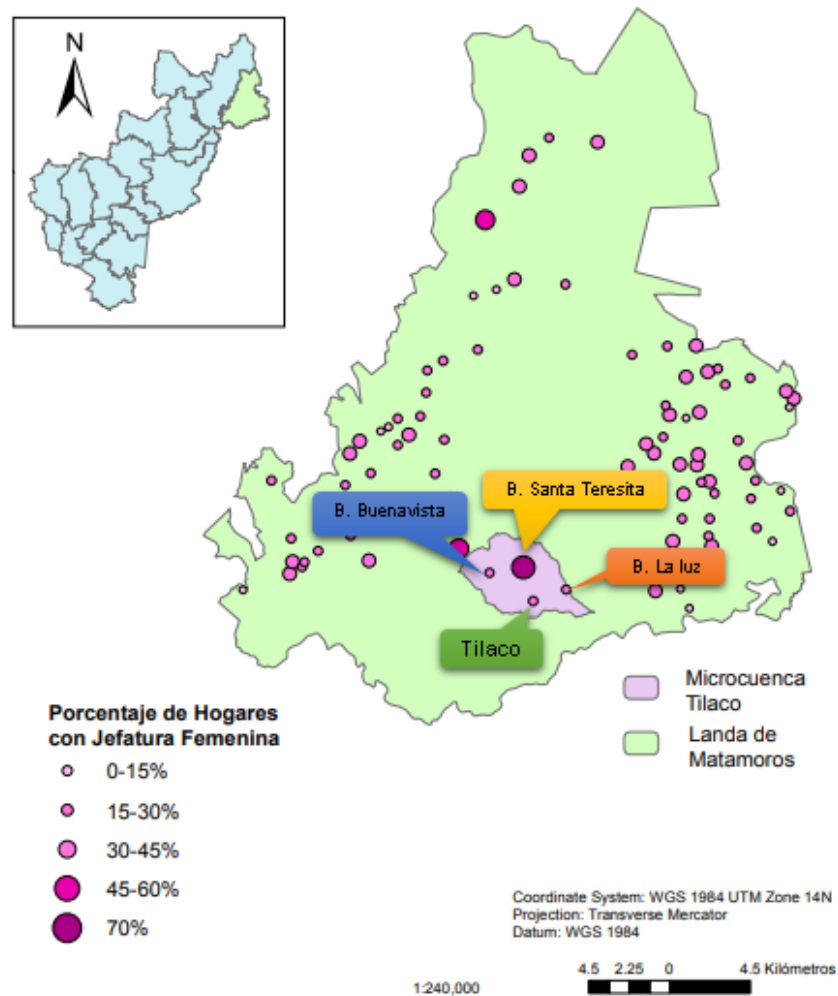 N
B. Santa Teresita
B. Buenavista
B. La luz
Tilaco
Microcuenca
Tilaco
Landa de
Matamoros
Porcentaje de Hogares
con Jefatura Femenina
0-15%
15-30%
30-45%
45-60%
70%
Coordinate System: WGS 1984 UTM Zone 14N
Projection: Transverse Mercator
Datum: WGS 1984
4.5 2.25 0 4.5 Kilómetros
1:240,000